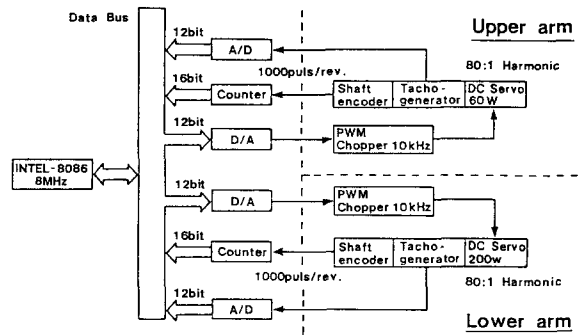 Data Bus
12bit
A/D
Upper arm
1000puls/rev.
80:1 Harmonic
16bit
Counter
Shaft encoder
Tacho-generator
DC Servo 60W
12bit
D/A
PWM Chopper 10kHz
INTEL-8086
8MHz
12bit
D/A
PWM Chopper 10kHz
16bit
Counter
Shaft encoder
Tacho-generator
DC Servo 200w
1000puls/rev.
80:1 Harmonic
12bit
A/D
Lower arm